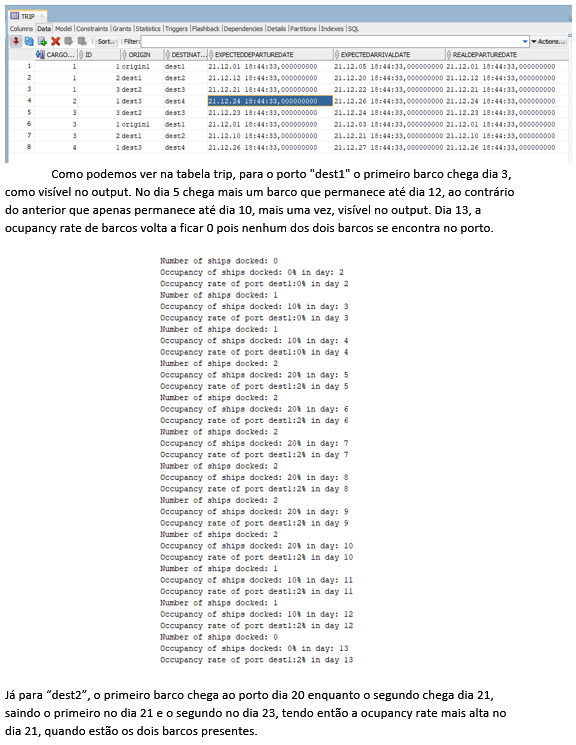 TRIP
Columns Data Model Constraints Grants Statistics Triggers Flashback Dependencies Details Partitions Indexes SQL
Sort.. Filter: Actions...
CARGO... ID ORIGIN DESTINAT... EXPECTEDDEPARTUREDATE EXPECTEDARRIVALDATE REALDEPARTUREDATE
1 1 1 origin1 dest1 21.12.01 18:44:33,000000000 21.12.05 18:44:33,000000000 21.12.01 18:44:33,000000000
2 1 2 dest1 dest2 21.12.12 18:44:33,000000000 21.12.20 18:44:33,000000000 21.12.12 18:44:33,000000000
3 1 3 dest2 dest3 21.12.21 18:44:33,000000000 21.12.22 18:44:33,000000000 21.12.21 18:44:33,000000000
4 2 1 dest3 dest4 21.12.24 18:44:33,000000000 21.12.26 18:44:33,000000000 21.12.24 18:44:33,000000000
5 3 3 dest2 dest3 21.12.23 18:44:33,000000000 21.12.24 18:44:33,000000000 21.12.23 18:44:33,000000000
6 3 1 origin1 dest1 21.12.01 18:44:33,000000000 21.12.03 18:44:33,000000000 21.12.01 18:44:33,000000000
7 3 2 dest1 dest2 21.12.10 18:44:33,000000000 21.12.21 18:44:33,000000000 21.12.10 18:44:33,000000000
8 4 1 dest3 dest4 21.12.26 18:44:33,000000000 21.12.27 18:44:33,000000000 21.12.26 18:44:33,000000000
Como podemos ver na tabela trip, para o porto "dest1" o primeiro barco chega dia 3,
como visível no output. No dia 5 chega mais um barco que permanece até dia 12, ao contrário
do anterior que apenas permanece até dia 10, mais uma vez, visível no output. Dia 13, a
ocupancy rate de barcos volta a ficar 0 pois nenhum dos dois barcos se encontra no porto.
Number of ships docked: 0
Occupancy of ships docked: 0% in day: 2
Occupancy rate of port dest1:0% in day 2
Number of ships docked: 1
Occupancy of ships docked: 10% in day: 3
Occupancy rate of port dest1:0% in day 3
Number of ships docked: 1
Occupancy of ships docked: 10% in day: 4
Occupancy rate of port dest1:0% in day 4
Number of ships docked: 2
Occupancy of ships docked: 20% in day: 5
Occupancy rate of port dest1:2% in day 5
Number of ships docked: 2
Occupancy of ships docked: 20% in day: 6
Occupancy rate of port dest1:2% in day 6
Number of ships docked: 2
Occupancy of ships docked: 20% in day: 7
Occupancy rate of port dest1:2% in day 7
Number of ships docked: 2
Occupancy of ships docked: 20% in day: 8
Occupancy rate of port dest1:2% in day 8
Number of ships docked: 2
Occupancy of ships docked: 20% in day: 9
Occupancy rate of port dest1:2% in day 9
Number of ships docked: 2
Occupancy of ships docked: 20% in day: 10
Occupancy rate of port dest1:2% in day 10
Number of ships docked: 1
Occupancy of ships docked: 10% in day: 11
Occupancy rate of port dest1:2% in day 11
Number of ships docked: 1
Occupancy of ships docked: 10% in day: 12
Occupancy rate of port dest1:2% in day 12
Number of ships docked: 0
Occupancy of ships docked: 0% in day: 13
Occupancy rate of port dest1:2% in day 13
Já para “dest2”, o primeiro barco chega ao porto dia 20 enquanto o segundo chega dia 21,
saindo o primeiro no dia 21 e o segundo no dia 23, tendo então a ocupancy rate mais alta no
dia 21, quando estão os dois barcos presentes.